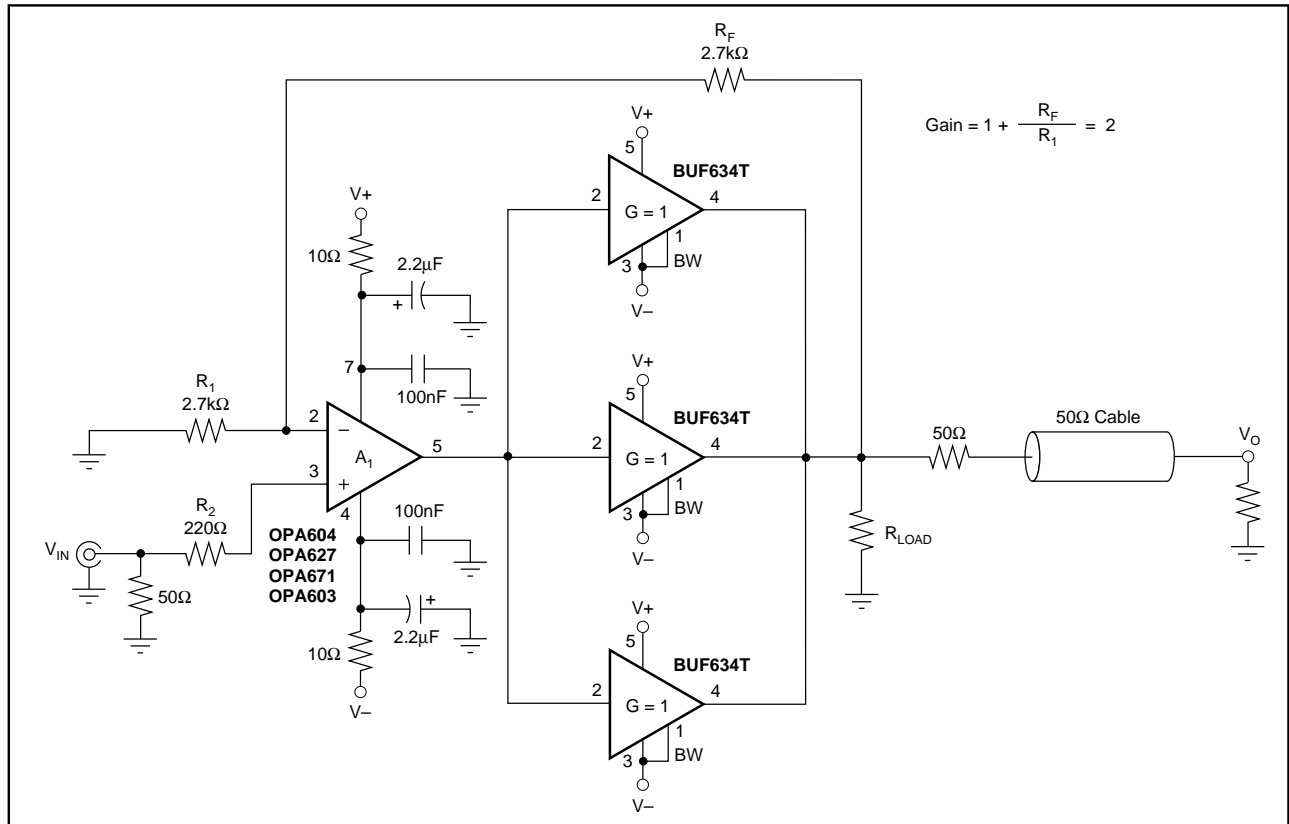 R_F
2.7kΩ
Gain = 1 + R_F / R_1 = 2
V+
5
BUF634T
2
G = 1
4
1
BW
3
V–
V+
10Ω
2.2µF
+
7
100nF
R_1
2.7kΩ
2
–
A_1
5
3
+
4
R_2
220Ω
V_IN
50Ω
OPA604
OPA627
OPA671
OPA603
100nF
+
2.2µF
10Ω
V–
V+
5
BUF634T
2
G = 1
4
1
BW
3
V–
50Ω
50Ω Cable
V_O
R_LOAD
V+
5
BUF634T
2
G = 1
4
1
BW
3
V–